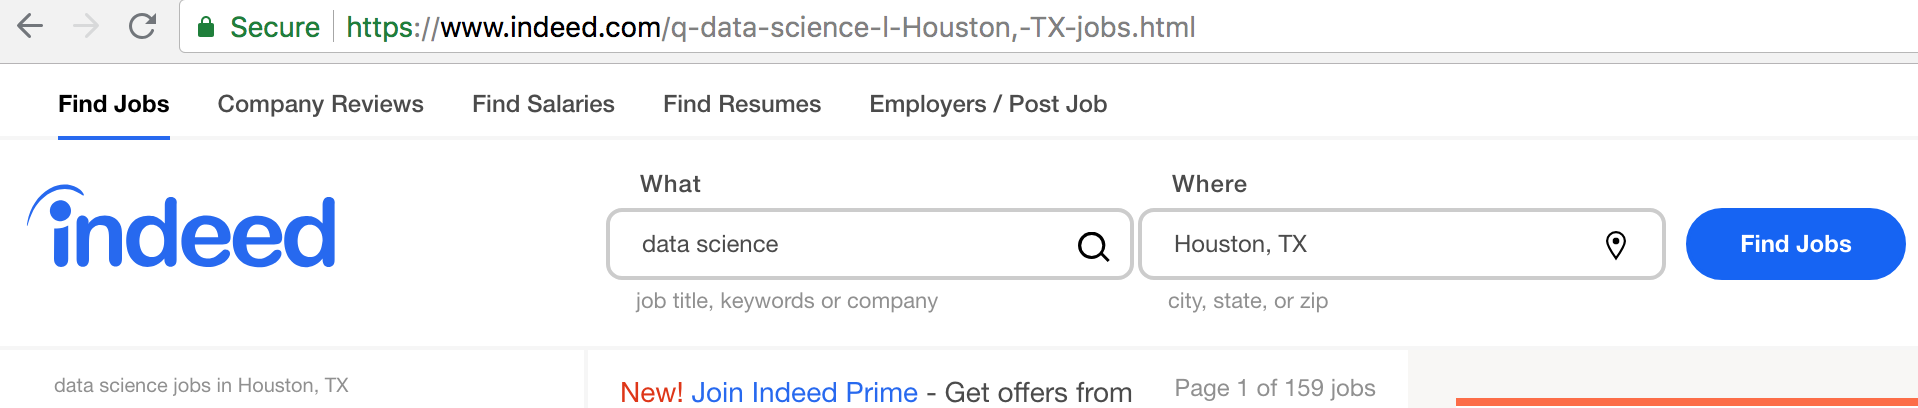 Secure https://www.indeed.com/q-data-science-l-Houston,-TX-jobs.html
Find Jobs Company Reviews Find Salaries Find Resumes Employers / Post Job
What Where
indeed data science Houston, TX Find Jobs
job title, keywords or company city, state, or zip
data science jobs in Houston, TX New! Join Indeed Prime - Get offers from Page 1 of 159 jobs